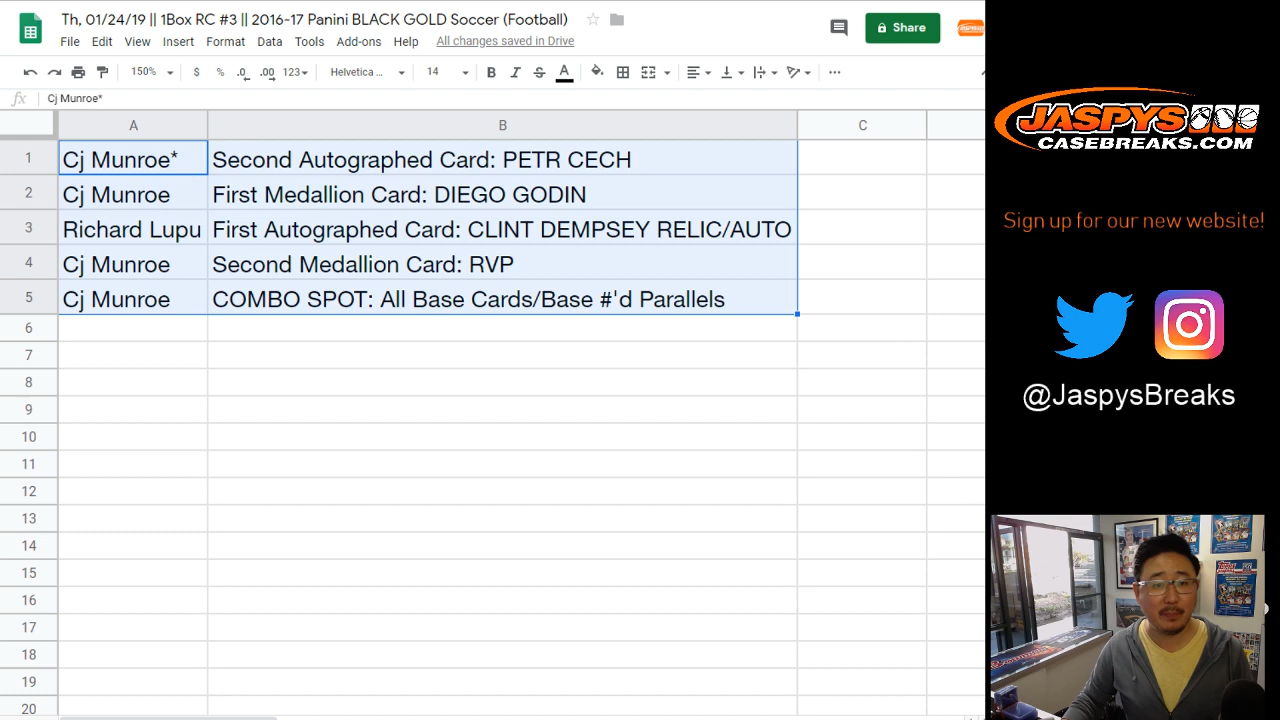 Th, 01/24/19 || 1Box RC #3 || 2016-17 Panini BLACK GOLD Soccer (Football)
File Edit View Insert Format Data Tools Add-ons Help All changes saved in Drive
Share
150% $ % .0 .00 123 Helvetica ... 14 B I S A ...
fx Cj Munroe*
A B C
1 Cj Munroe* Second Autographed Card: PETR CECH
2 Cj Munroe First Medallion Card: DIEGO GODIN
3 Richard Lupu First Autographed Card: CLINT DEMPSEY RELIC/AUTO
4 Cj Munroe Second Medallion Card: RVP
5 Cj Munroe COMBO SPOT: All Base Cards/Base #'d Parallels
6
7
8
9
10
11
12
13
14
15
16
17
18
19
20
JASPYS
CASEBREAKS.COM
Sign up for our new website!
@JaspysBreaks